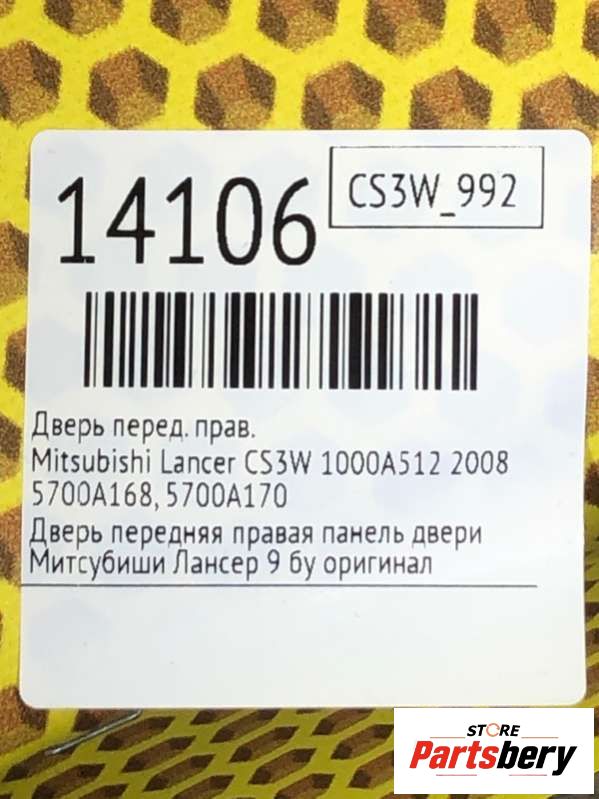 14106
CS3W_992
Дверь перед. прав.
Mitsubishi Lancer CS3W 1000A512 2008
5700A168, 5700A170
Дверь передняя правая панель двери
Митсубиши Лансер 9 бу оригинал
STORE
Partsbery